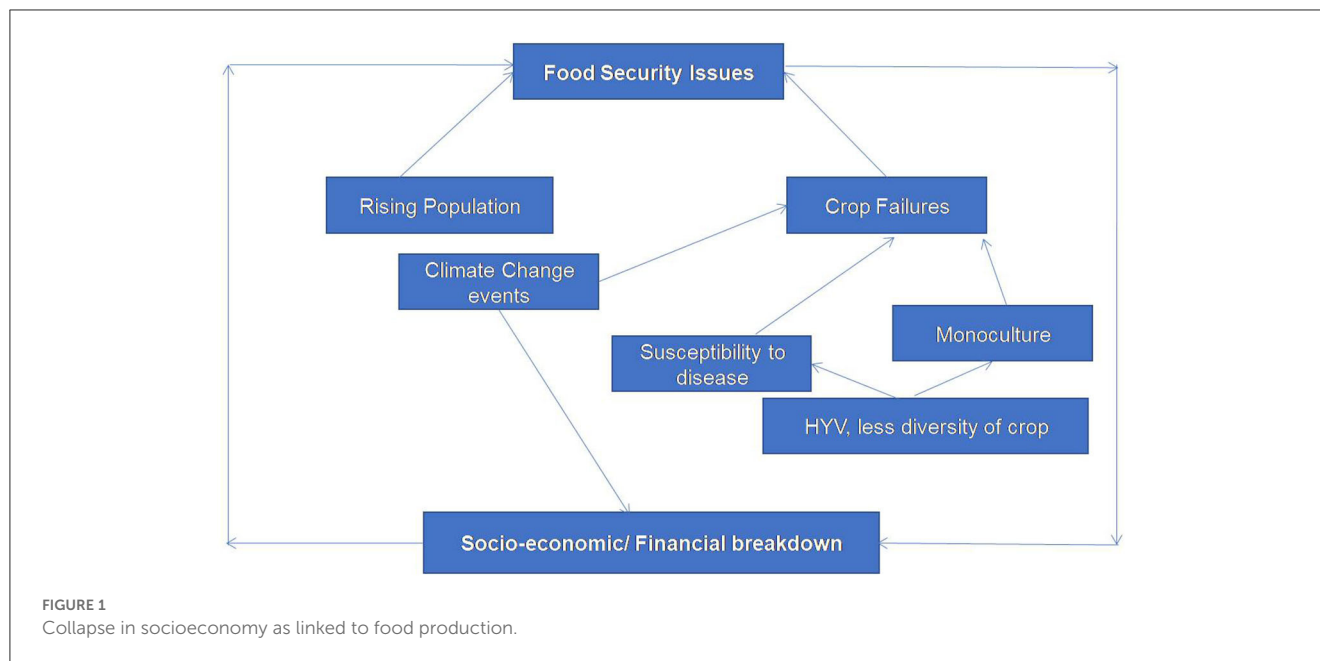 Food Security Issues
Rising Population
Crop Failures
Climate Change
events
Monoculture
Susceptibility to
disease
HYV, less diversity of crop
Socio-economic/ Financial breakdown
FIGURE 1
Collapse in socioeconomy as linked to food production.